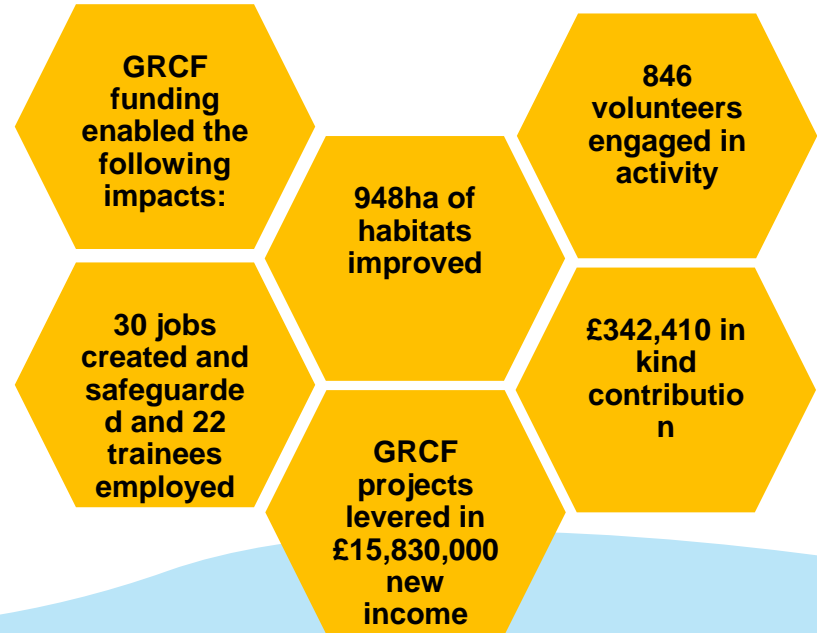 GRCF
funding
enabled the
following
impacts:
846
volunteers
engaged in
activity
948ha of
habitats
improved
30 jobs
created and
safeguarde
d and 22
trainees
employed
£342,410 in
kind
contributio
n
GRCF
projects
levered in
£15,830,000
new
income